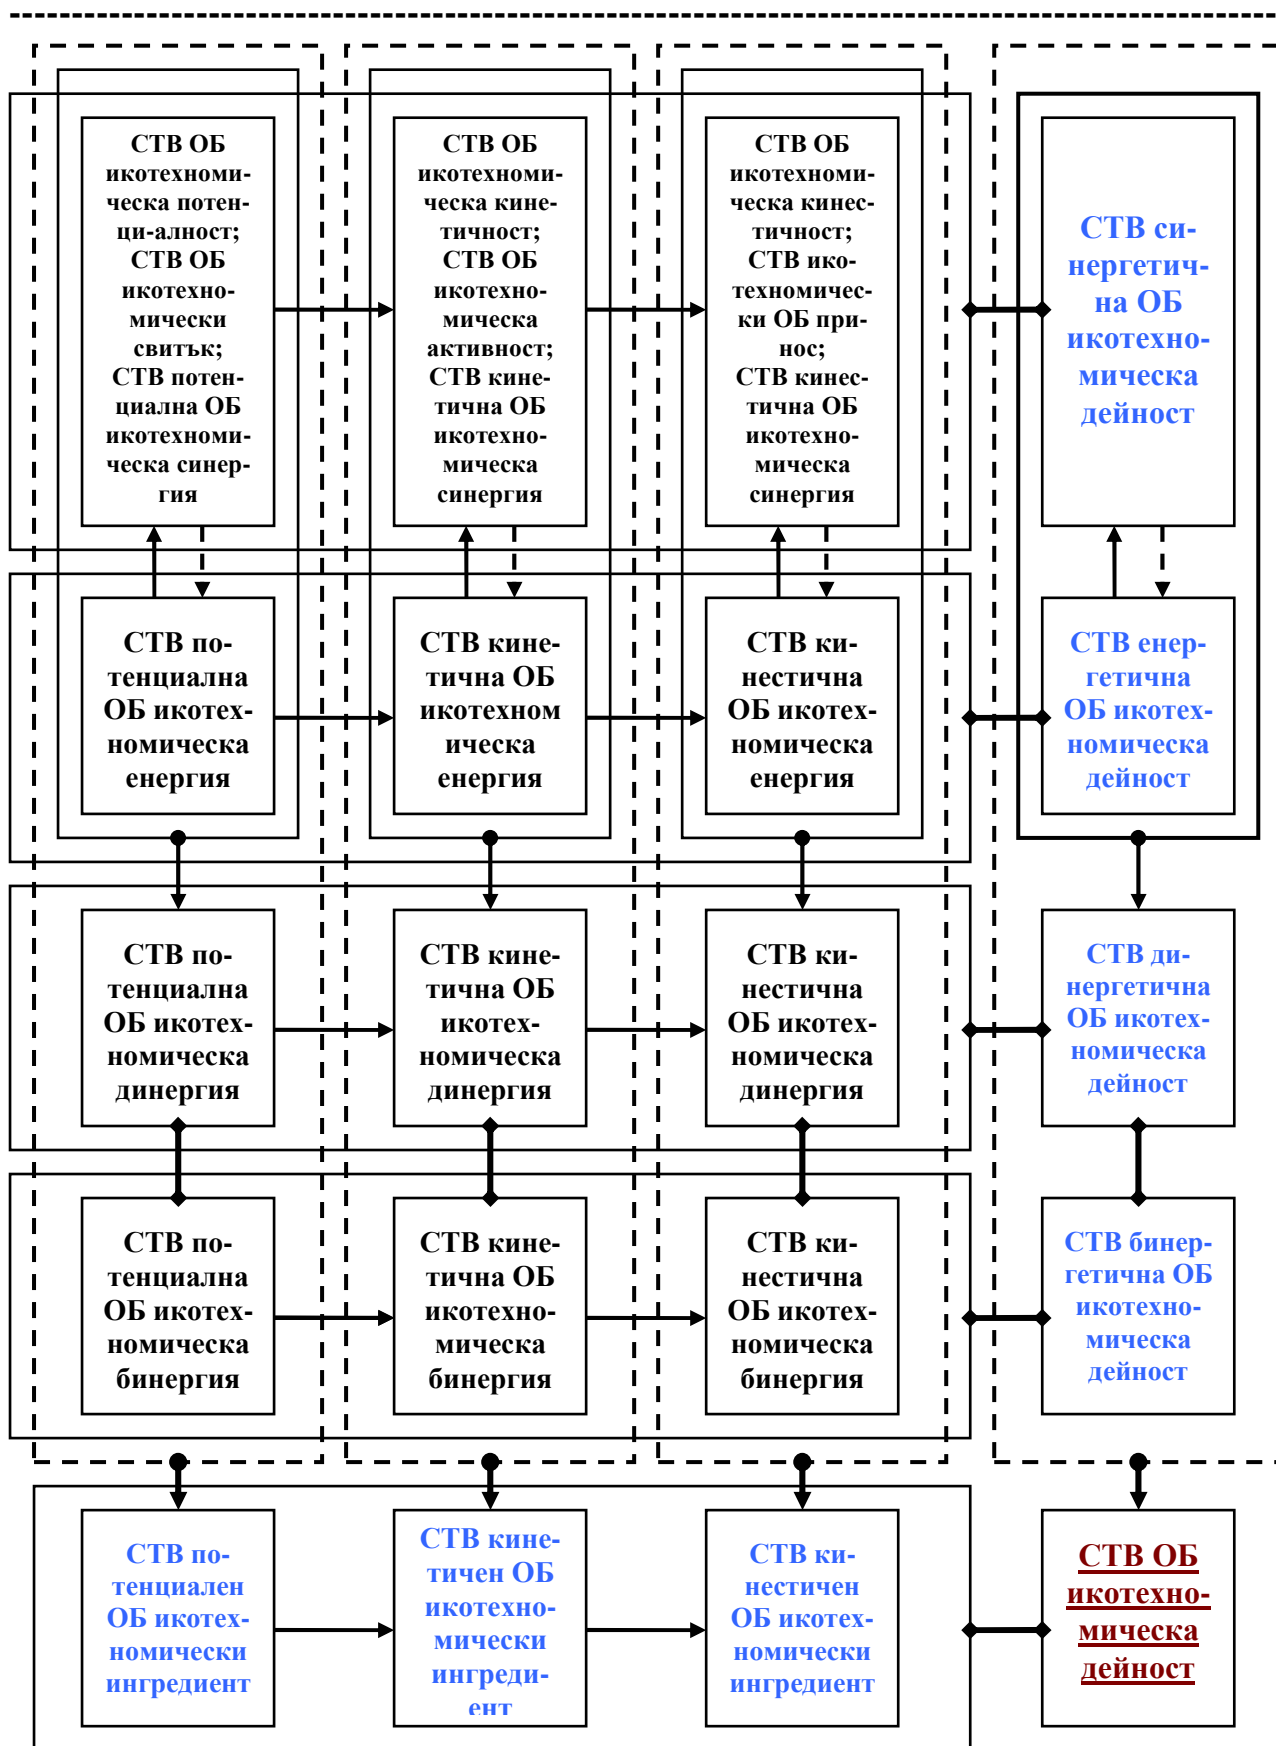 СТВ ОБ
икотехноми-
ческа потен-
ци-алност;
СТВ ОБ
икотехно-
мически
свитък;
СТВ потен-
циална ОБ
икотехноми-
ческа синер-
гия
СТВ ОБ
икотехноми-
ческа кине-
тичност;
СТВ ОБ
икотехно-
мическа
активност;
СТВ кине-
тична ОБ
икотехно-
мическа
синергия
СТВ ОБ
икотехноми-
ческа кинес-
тичност;
СТВ ико-
техномичес-
ки ОБ при-
нос;
СТВ кинес-
тична ОБ
икотехно-
мическа
синергия
СТВ си-
нергетич-
на ОБ
икотехно-
мическа
дейност
СТВ по-
тенциална
ОБ икотех-
номическа
енергия
СТВ кине-
тична ОБ
икотехном
ическа
енергия
СТВ ки-
нестична
ОБ икотех-
номическа
енергия
СТВ енер-
гетична
ОБ икотех-
номическа
дейност
СТВ по-
тенциална
ОБ икотех-
номическа
динергия
СТВ кине-
тична ОБ
икотех-
номическа
динергия
СТВ ки-
нестична
ОБ икотех-
номическа
динергия
СТВ ди-
нергетична
ОБ икотех-
номическа
дейност
СТВ по-
тенциална
ОБ икотех-
номическа
бинергия
СТВ кине-
тична ОБ
икотехно-
мическа
бинергия
СТВ ки-
нестична
ОБ икотех-
номическа
бинергия
СТВ бинер-
гетична ОБ
икотехно-
мическа
дейност
СТВ по-
тенциален
ОБ икотех-
номически
ингредиент
СТВ кине-
тичен ОБ
икотехно-
мически
ингреди-
ент
СТВ ки-
нестичен
ОБ икотех-
номически
ингредиент
СТВ ОБ
икотехно-
мическа
дейност